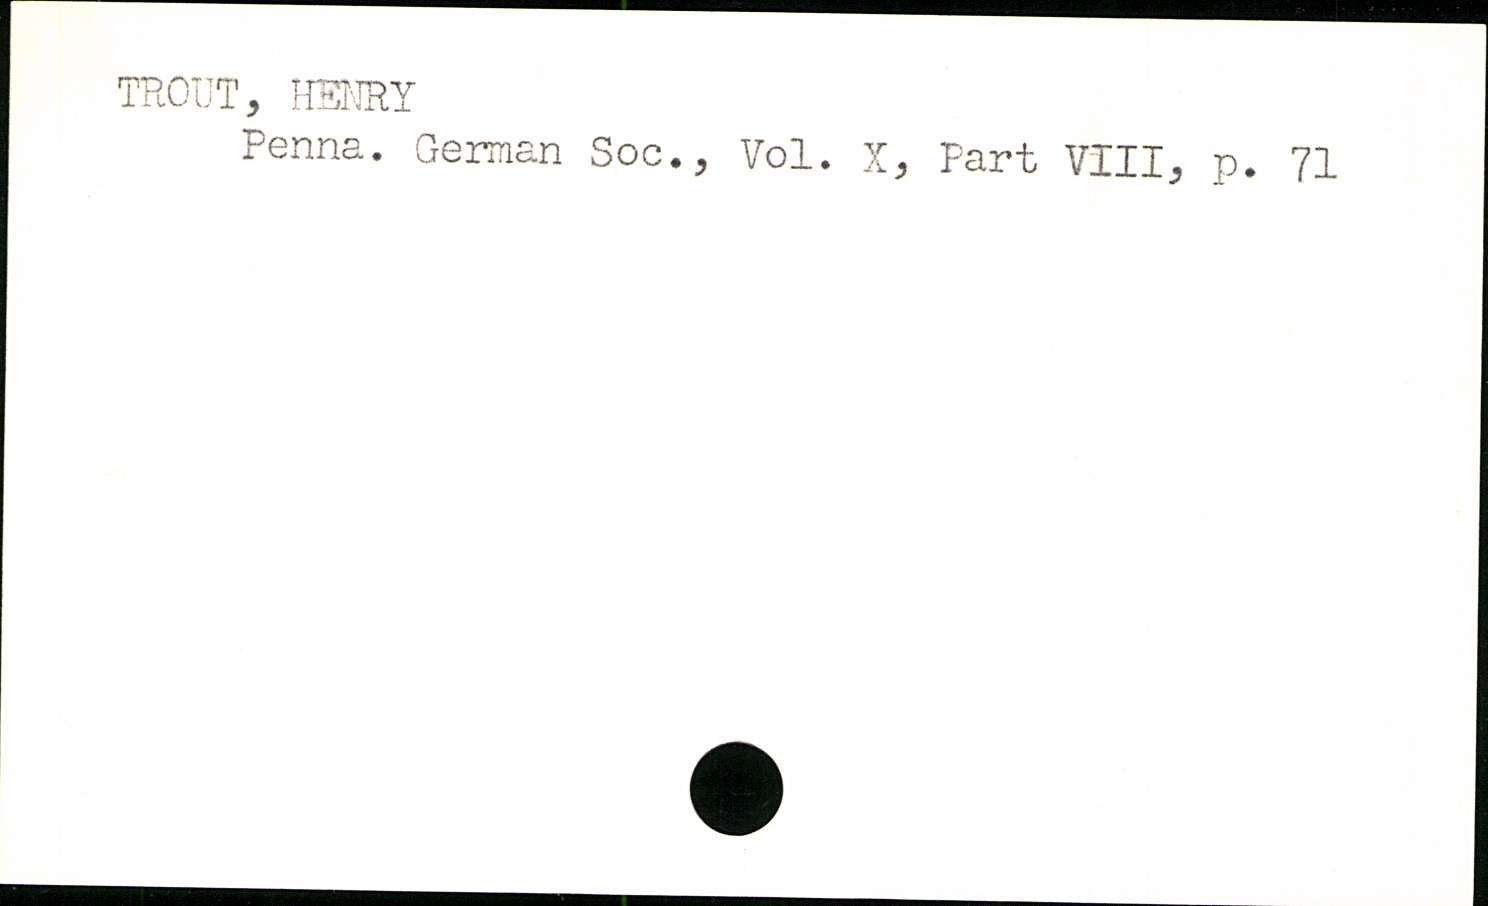 TROUT, HENRY
Penna. German Soc., Vol. X, Part VIII, p. 71